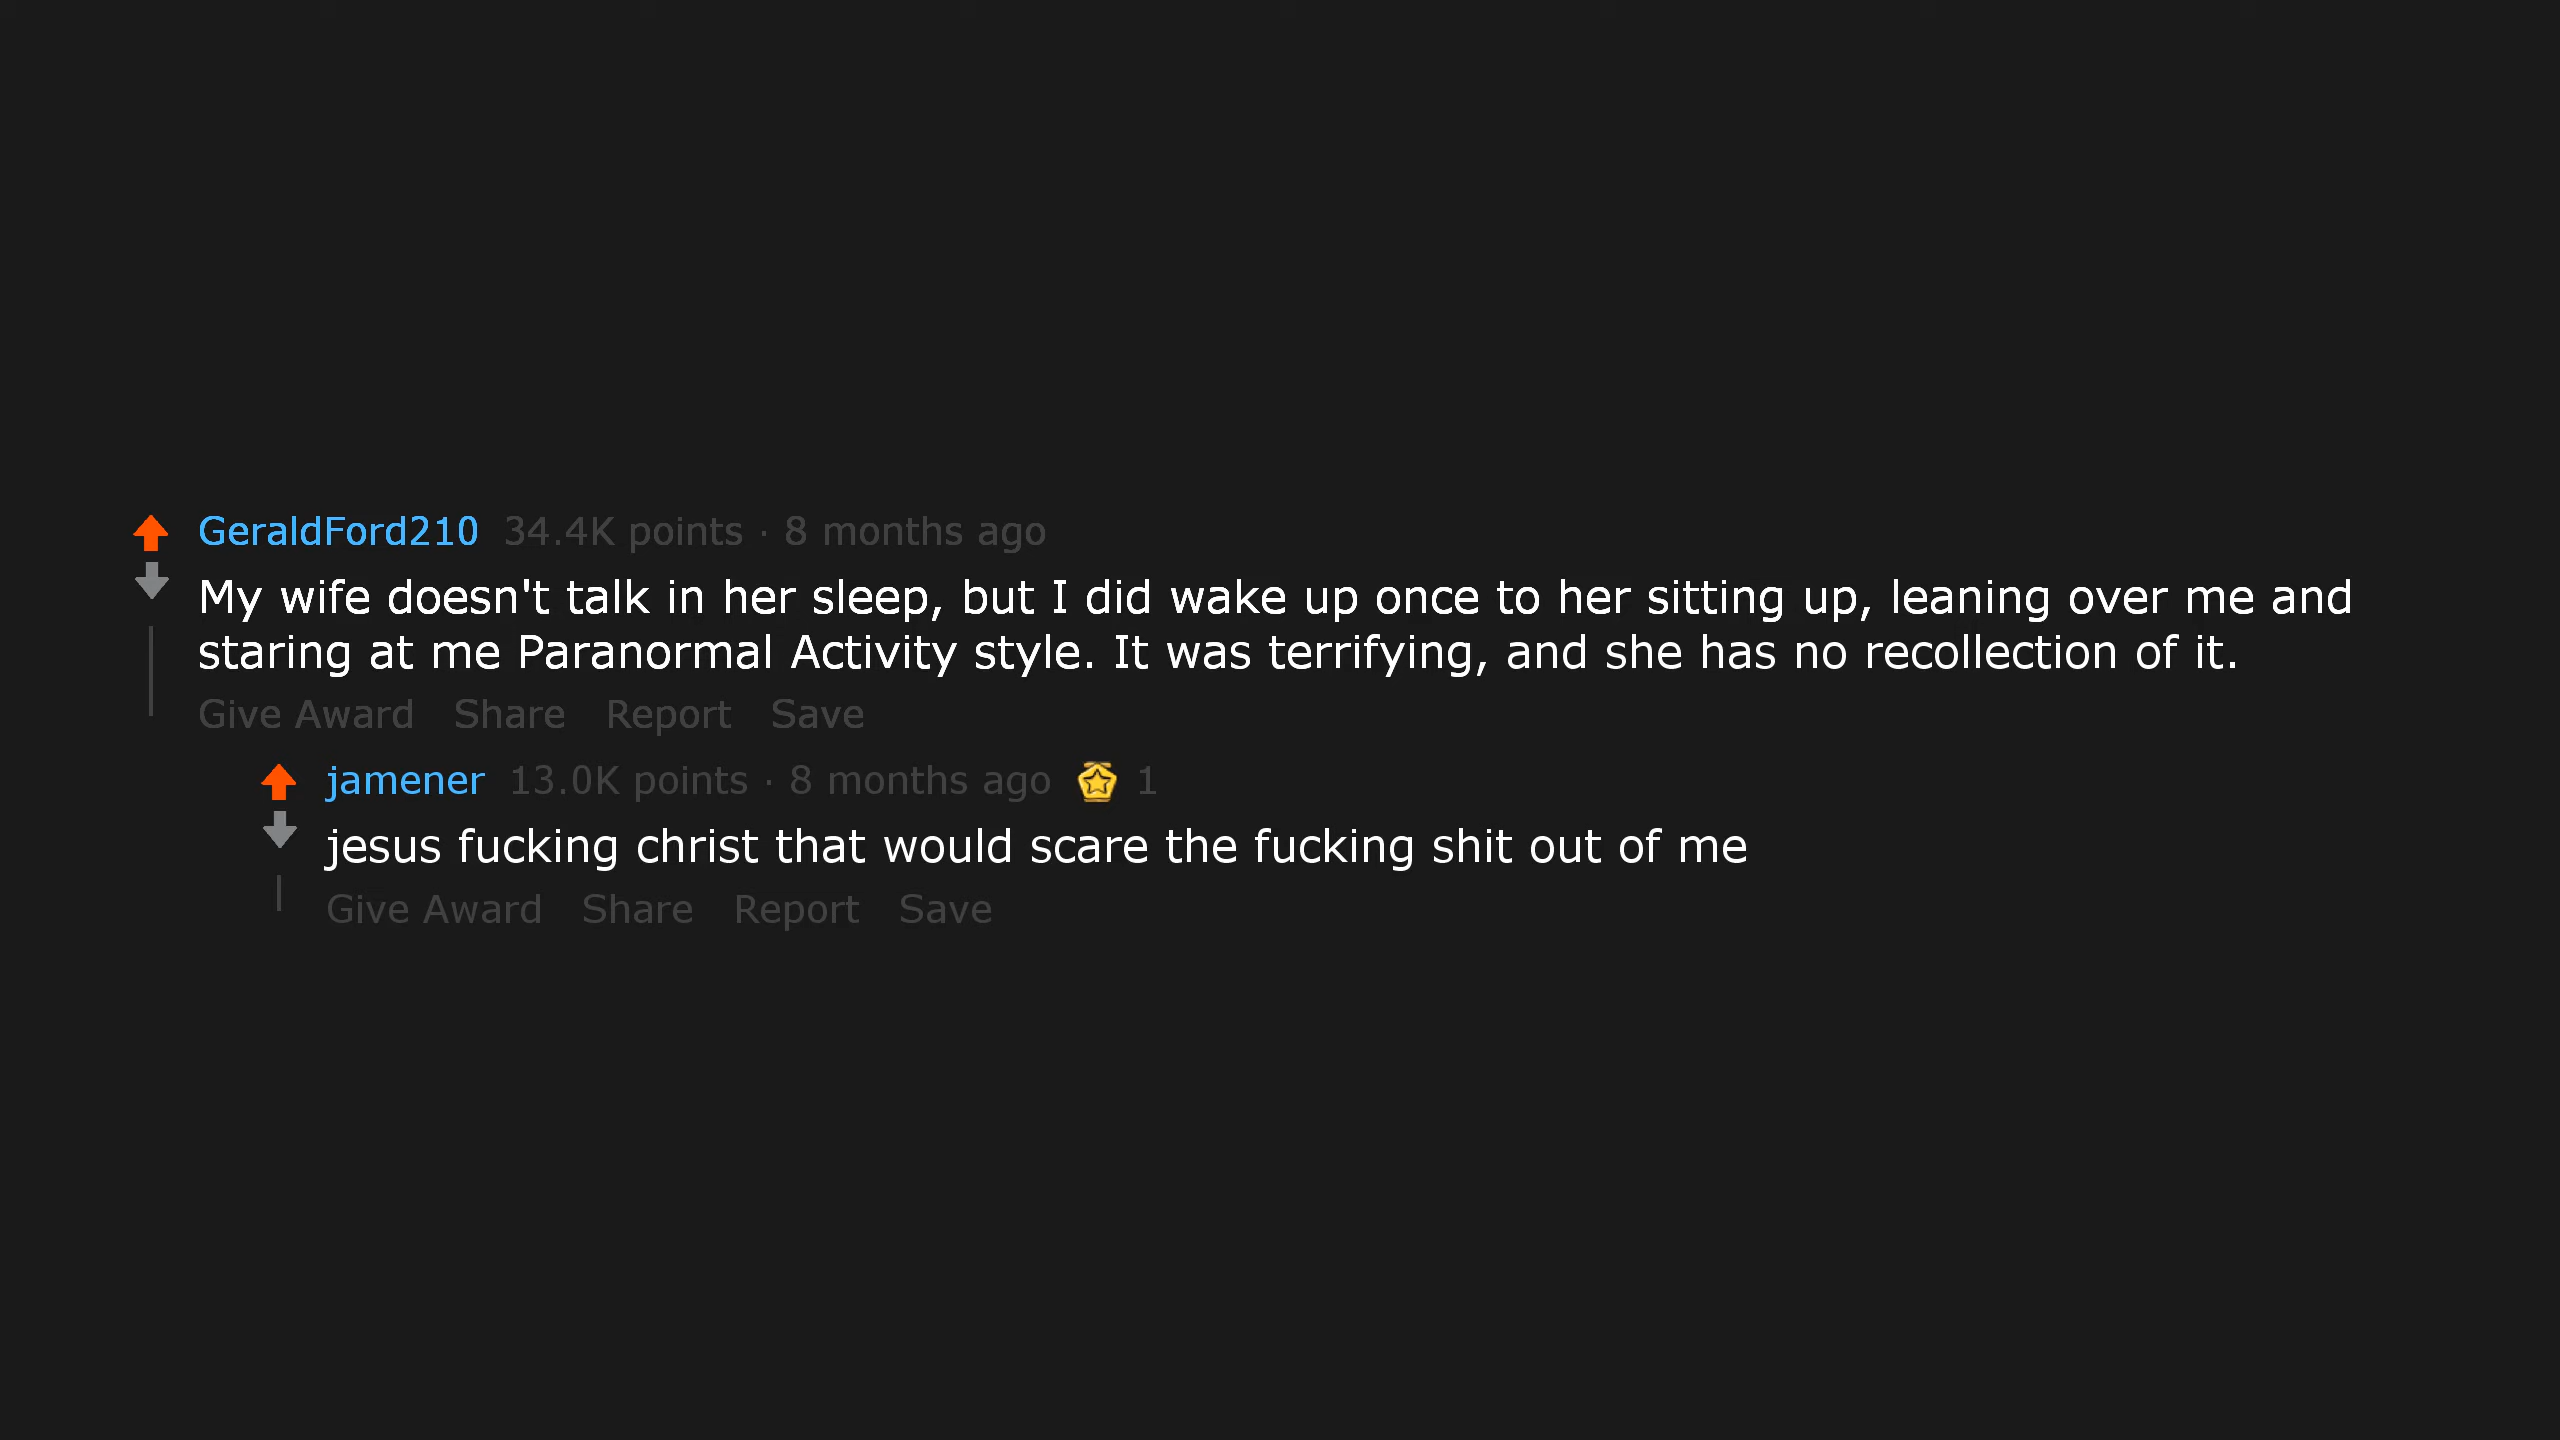 GeraldFord210 34.4K points · 8 months ago
My wife doesn't talk in her sleep, but I did wake up once to her sitting up, leaning over me and
staring at me Paranormal Activity style. It was terrifying, and she has no recollection of it.
Give Award Share Report Save
jamener 13.0K points · 8 months ago 1
jesus fucking christ that would scare the fucking shit out of me
Give Award Share Report Save